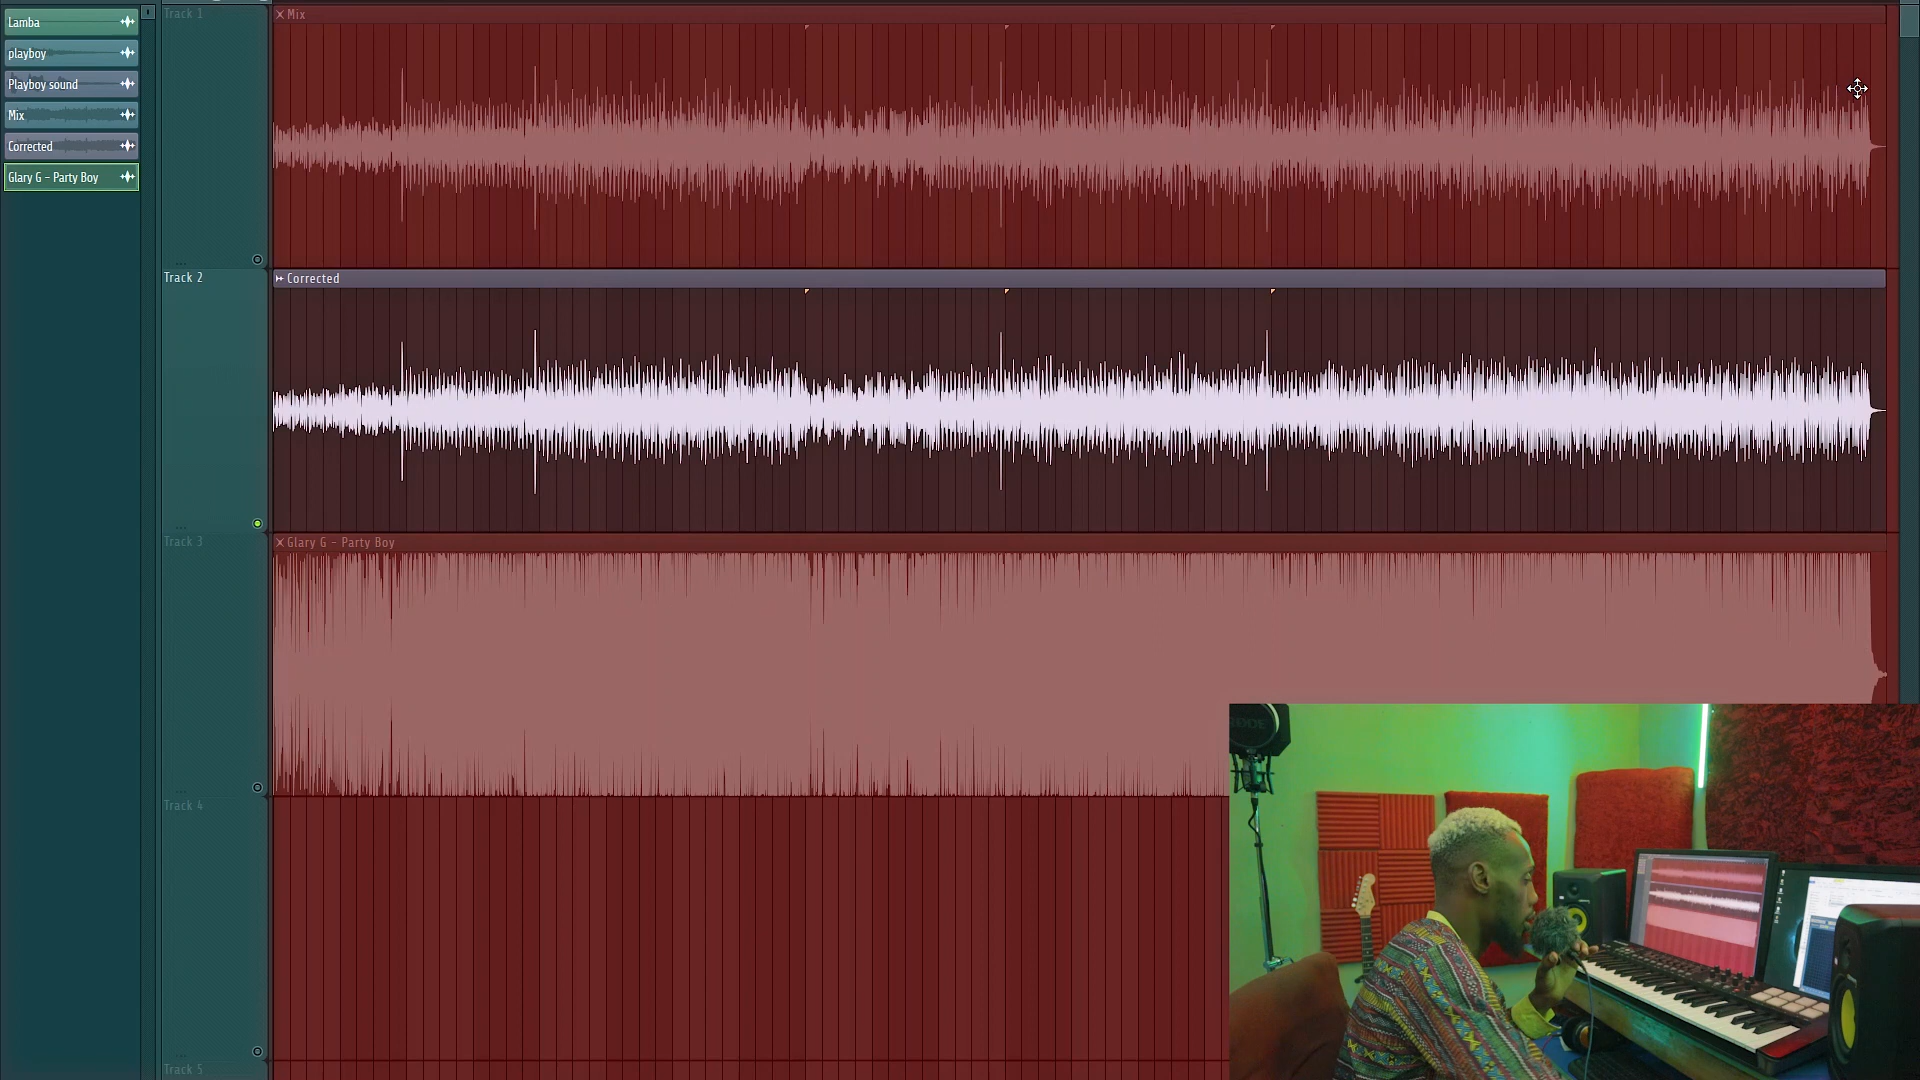 Lamba
playboy
Playboy sound
Mix
Corrected
Glary G - Party Boy
Track 1
Mix
Track 2
Corrected
Track 3
Glary G - Party Boy
Track 4
Track 5
RØDE